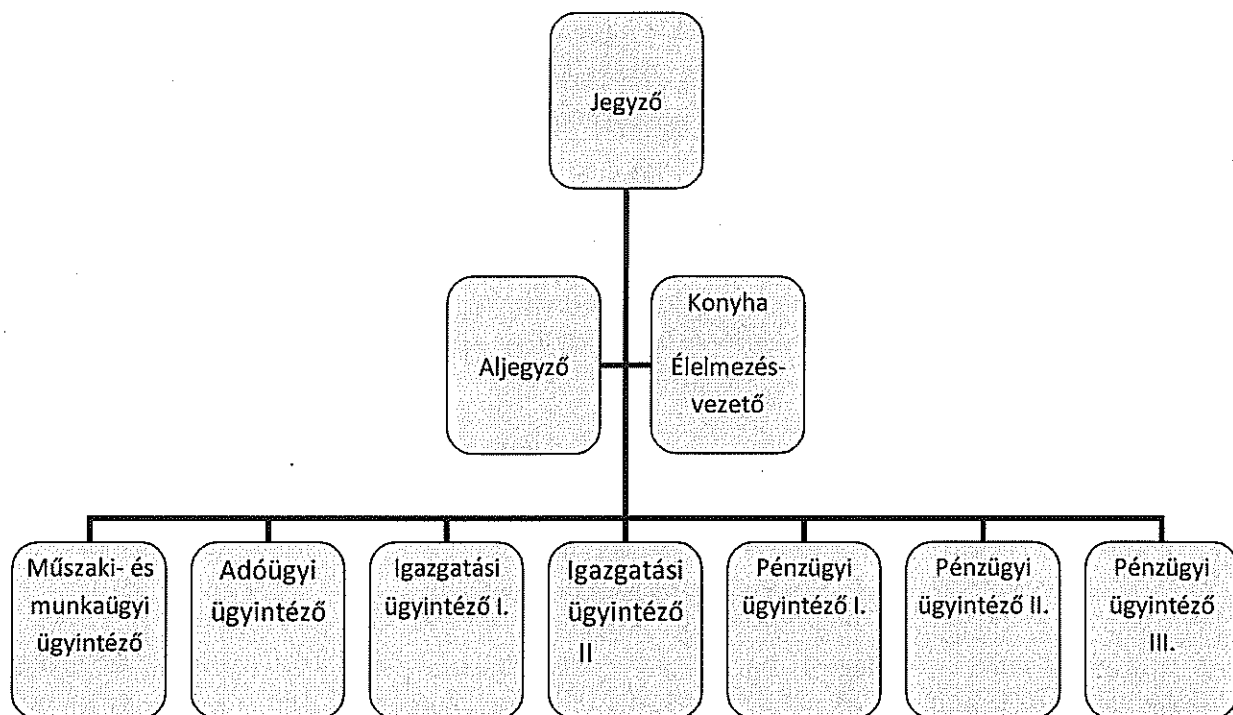 Jegyző
Aljegyző
Konyha
Élelmezés-
vezető
Műszaki- és
munkaügyi
ügyintéző
Adóügyi
ügyintéző
Igazgatási
ügyintéző I.
Igazgatási
ügyintéző
II
Pénzügyi
ügyintéző I.
Pénzügyi
ügyintéző II.
Pénzügyi
ügyintéző
III.